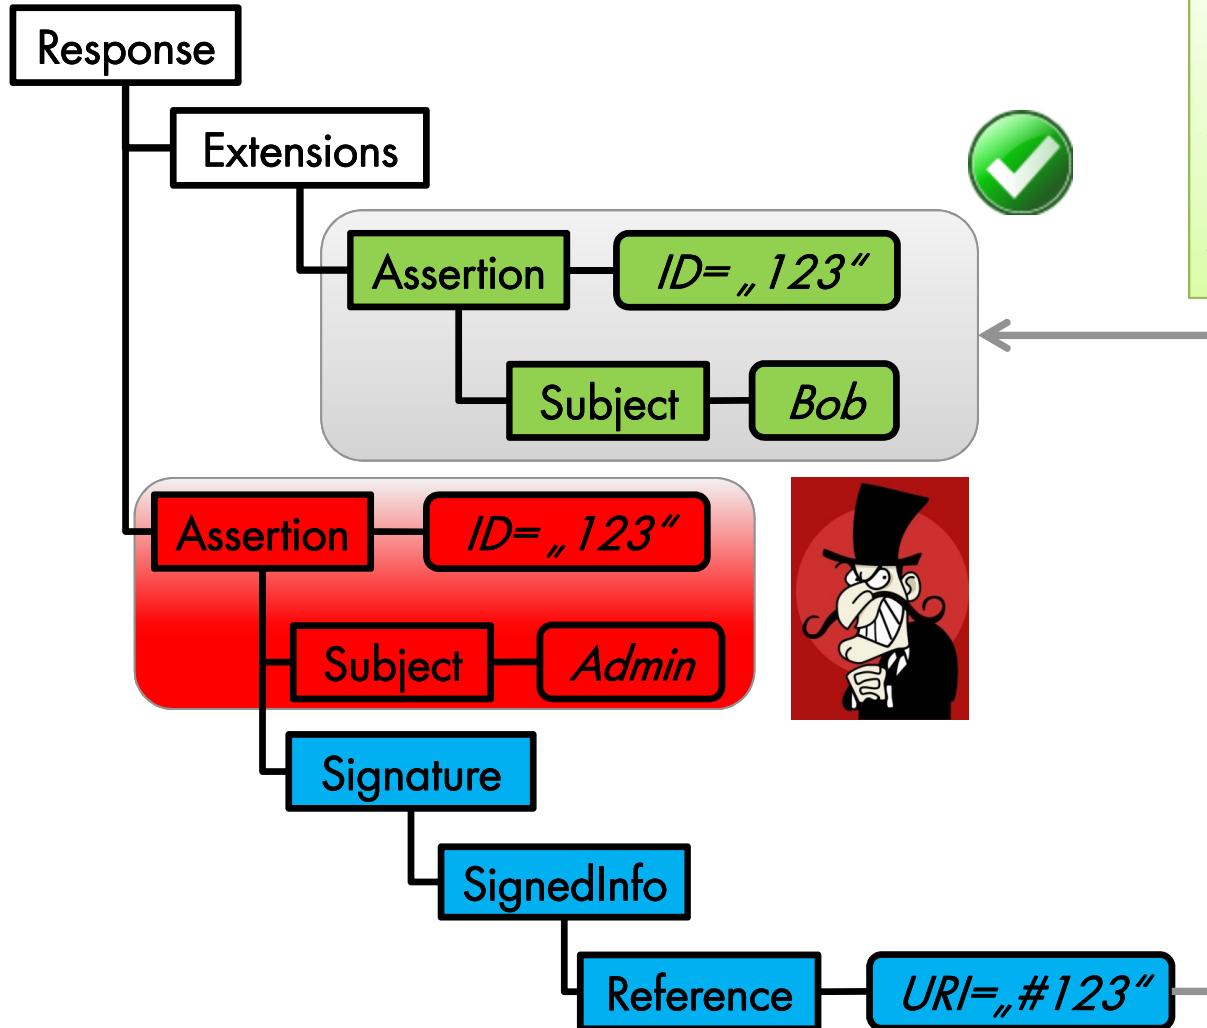 Response
Extensions
Assertion ID=„123“
Subject Bob
Assertion ID=„123“
Subject Admin
Signature
SignedInfo
Reference URI=„#123“